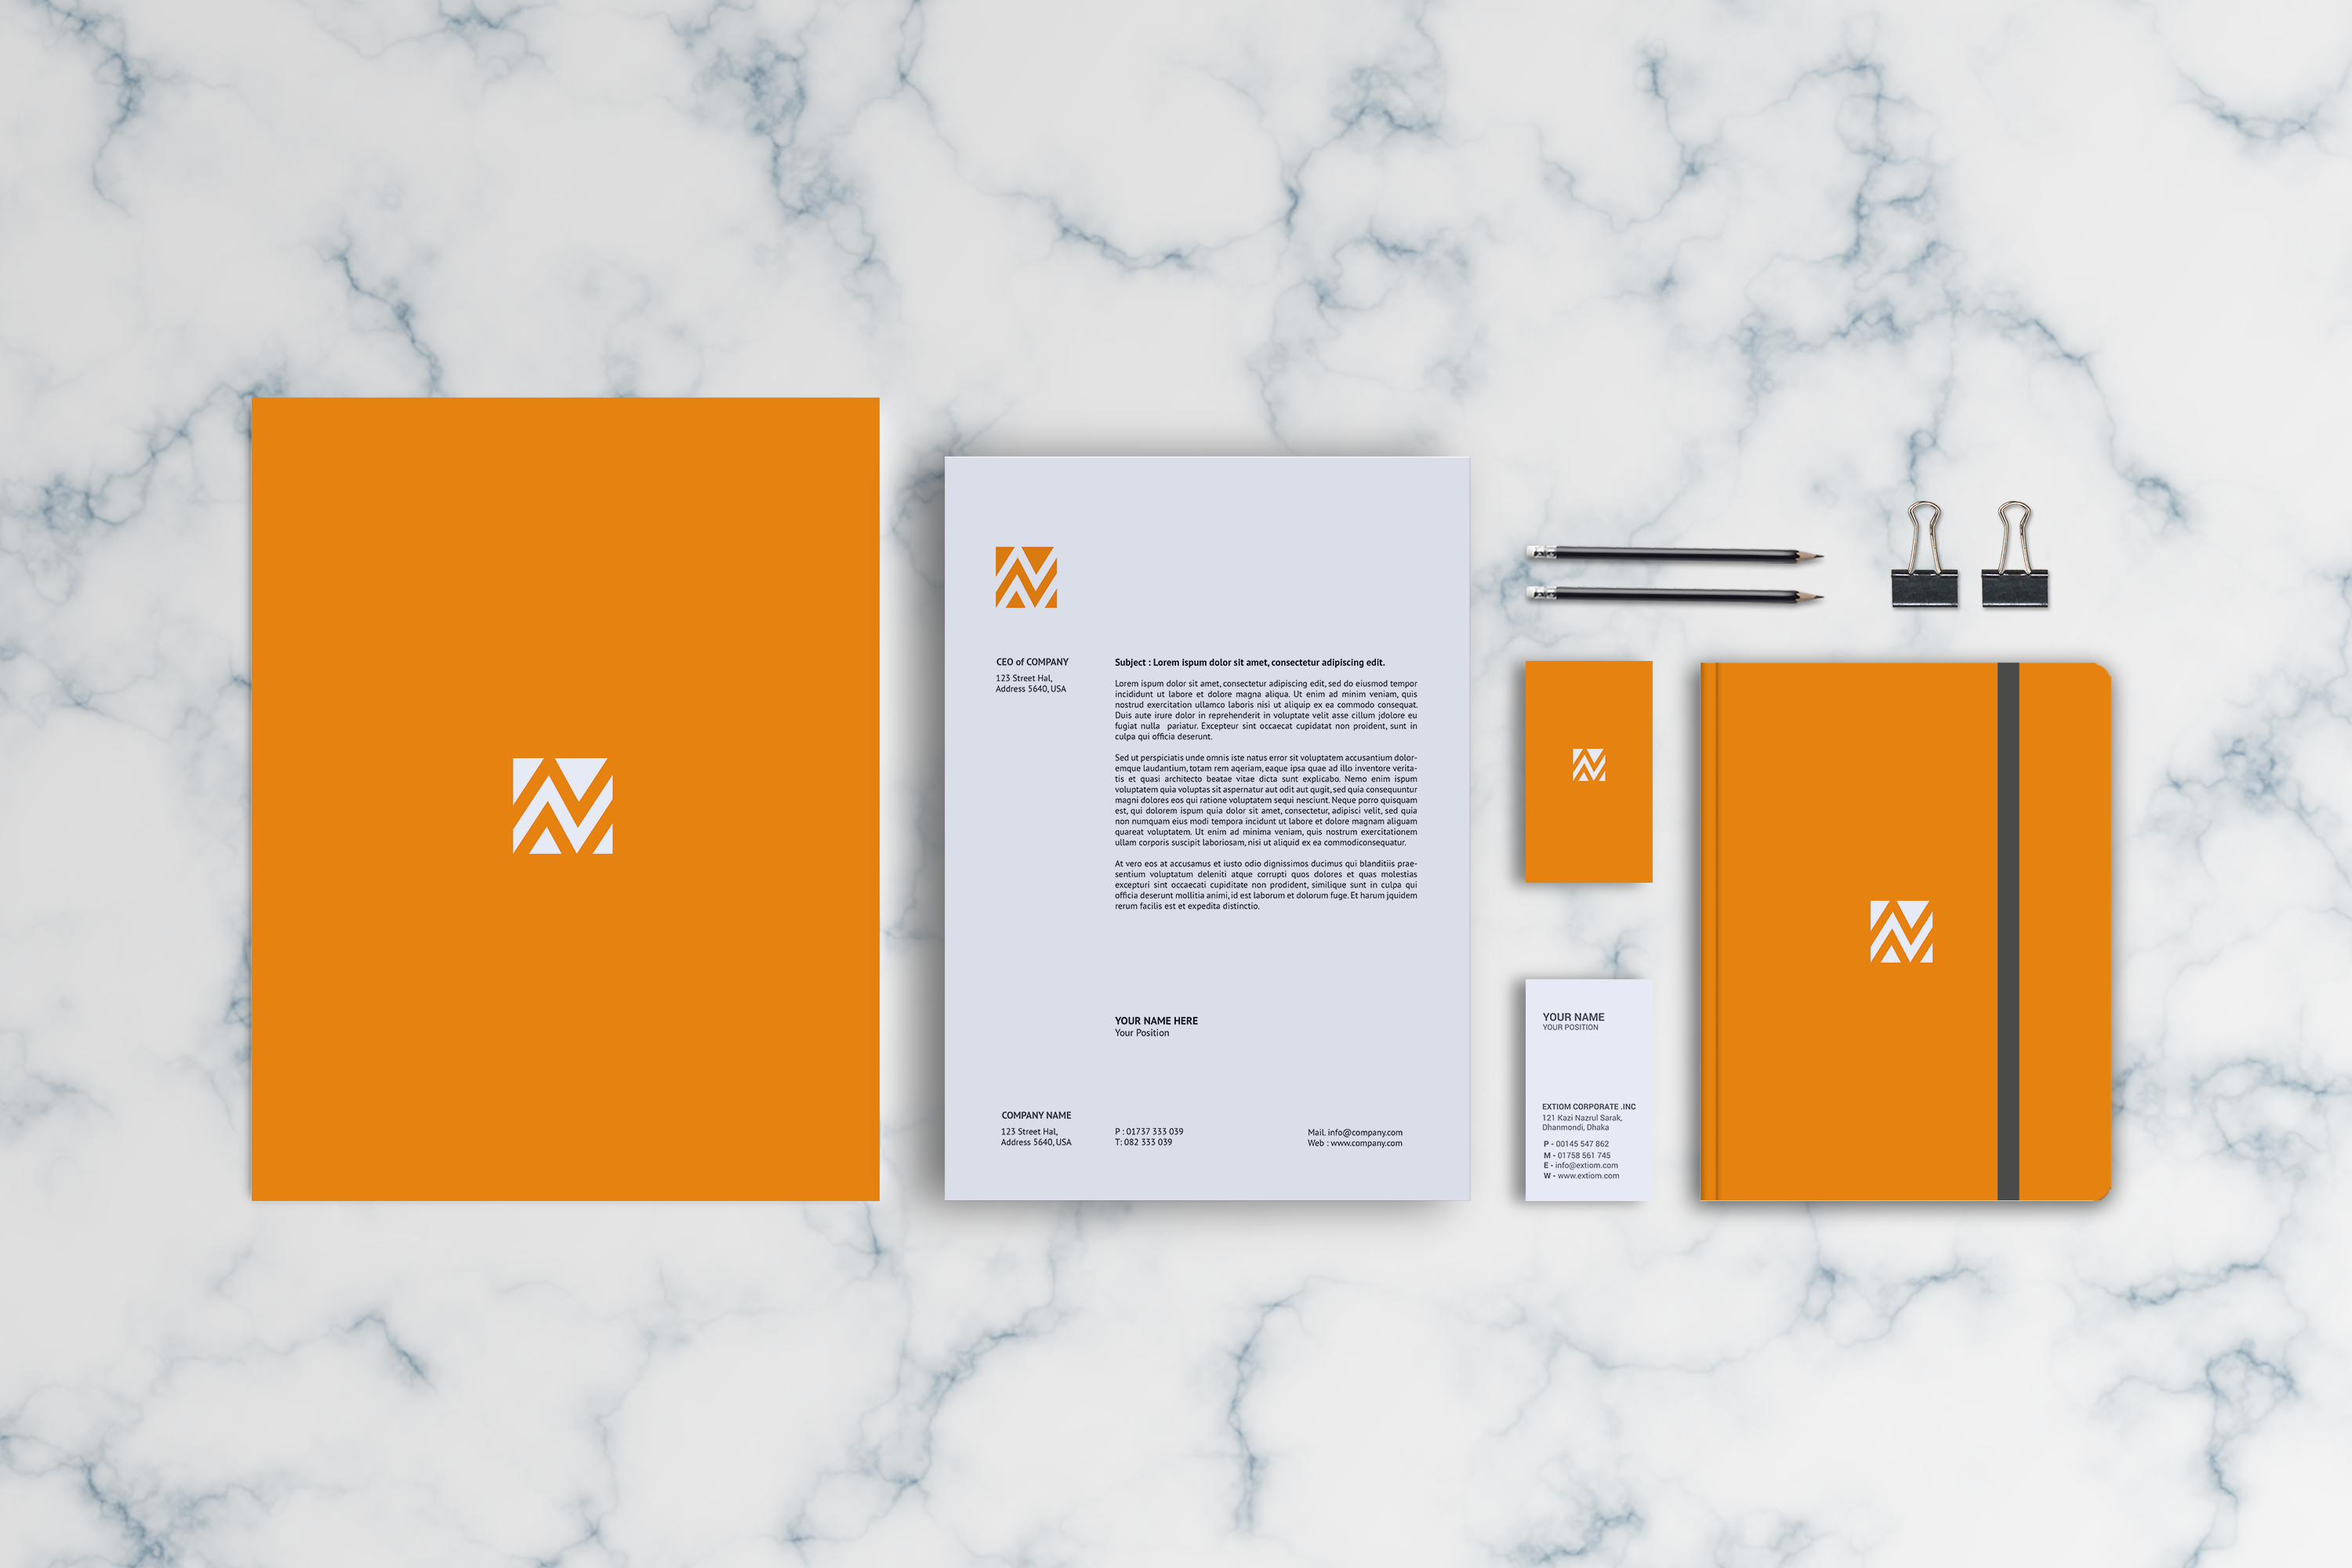 CEO of COMPANY
123 Street Hal,
Address 5640, USA
Subject : Lorem ispum dolor sit amet, consectetur adipiscing edit.
Lorem ispum dolor sit amet, consectetur adipiscing edit, sed do eiusmod tempor
incididunt ut labore et dolore magna aliqua. Ut enim ad minim veniam, quis
nostrud exercitation ullamco laboris nisi ut aliquip ex ea commodo consequat.
Duis aute irure dolor in reprehenderit in voluptate velit asse cillum jdolore eu
fugiat nulla pariatur. Excepteur sint occaecat cupidatat non proident, sunt in
culpa qui officia deserunt.
Sed ut perspiciatis unde omnis iste natus error sit voluptatem accusantium dolor-
emque laudantium, totam rem aqeriam, eaque ipsa quae ad illo inventore verita-
tis et quasi architecto beatae vitae dicta sunt explicabo. Nemo enim ispum
voluptatem quia voluptas sit aspernatur aut odit aut qugit, sed quia consequuntur
magni dolores eos qui ratione voluptatem sequi nesciunt. Neque porro quisquam
est, qui dolorem ispum quia dolor sit amet, consectetur, adipisci velit, sed quia
non numquam eius modi tempora incidunt ut labore et dolore magnam aliguam
quareat voluptatem. Ut enim ad minima veniam, quis nostrum exercitationem
ullam corporis suscipit laboriosam, nisi ut aliquid ex ea commodiconsequatur.
At vero eos at accusamus et iusto odio dignissimos ducimus qui blanditiis prae-
sentium voluptatum deleniti atque corrupti quos dolores et quas molestias
excepturi sint occaecati cupiditate non prodident, similique sunt in culpa qui
officia deserunt mollitia animi, id est laborum et dolorum fuge. Et harum jquidem
rerum facilis est et expedita distinctio.
YOUR NAME HERE
Your Position
COMPANY NAME
123 Street Hal,
Address 5640, USA
P : 01737 333 039
T: 082 333 039
Mail. info@company.com
Web : www.company.com
YOUR NAME
YOUR POSITION
EXTIOM CORPORATE .INC
121 Kazi Nazrul Sarak,
Dhanmondi, Dhaka
P - 00145 547 862
M - 01758 561 745
E - info@extiom.com
W - www.extiom.com